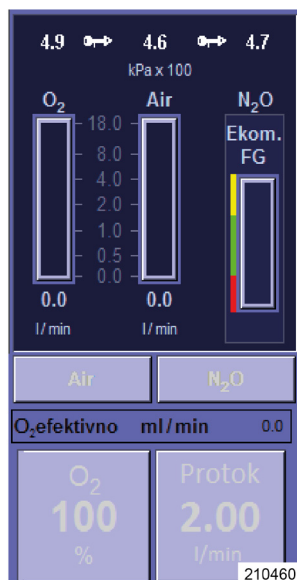 4.9 4.6 4.7
kPa x 100
O₂ Air N₂O
18.0
8.0
4.0
2.0
1.0
0.5
0.0
Ekom.
FG
0.0 0.0
l/min l/min
Air N₂O
O₂efektivno ml/min 0.0
O₂ Protok
100 2.00
% l/min
210460